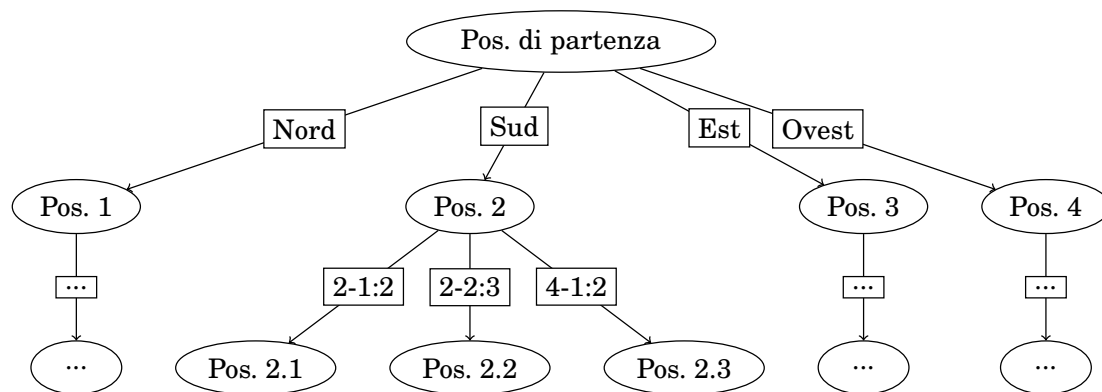 Pos. di partenza
Nord
Sud
Est
Ovest
Pos. 1
Pos. 2
Pos. 3
Pos. 4
...
2-1:2
2-2:3
4-1:2
...
...
...
Pos. 2.1
Pos. 2.2
Pos. 2.3
...
...